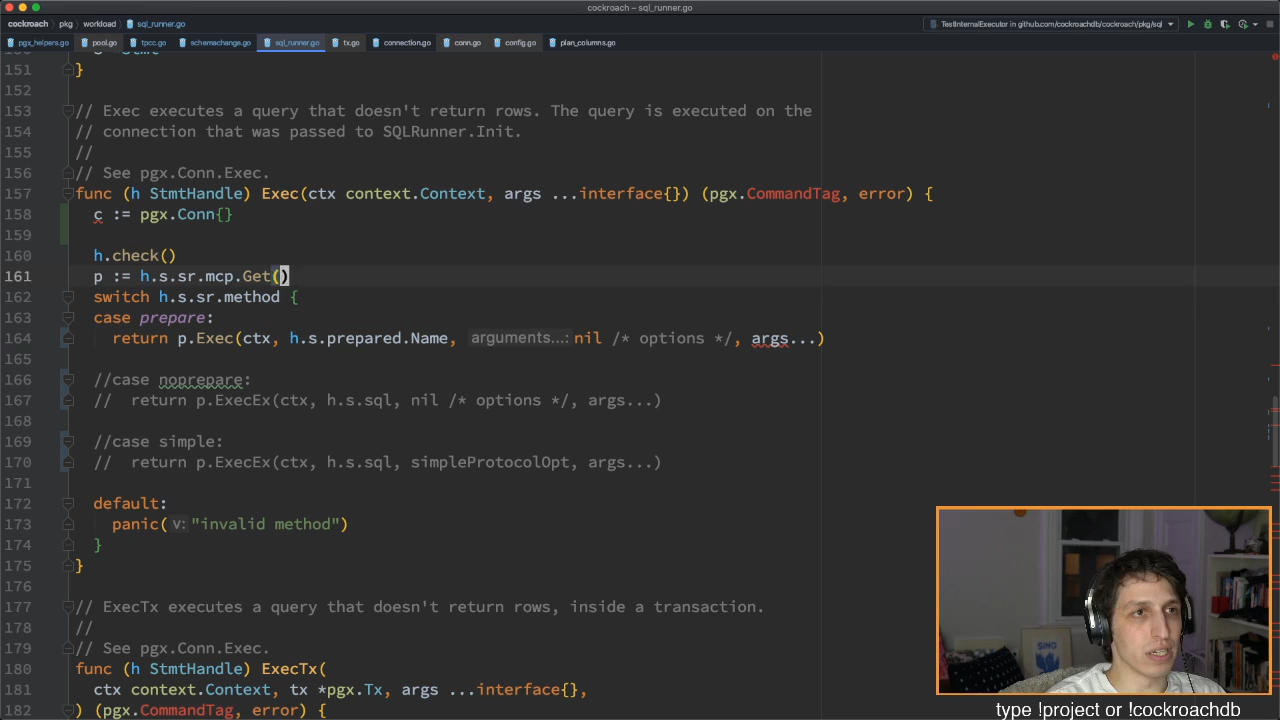 cockroach – sql_runner.go
cockroach › pkg › workload › sql_runner.go
TestInternalExecutor in github.com/cockroachdb/cockroach/pkg/sql
pgx_helpers.go pool.go tpcc.go schemachange.go sql_runner.go tx.go connection.go conn.go config.go plan_columns.go
151 }
152
153 // Exec executes a query that doesn't return rows. The query is executed on the
154 // connection that was passed to SQLRunner.Init.
155 //
156 // See pgx.Conn.Exec.
157 func (h StmtHandle) Exec(ctx context.Context, args ...interface{}) (pgx.CommandTag, error) {
158 c := pgx.Conn{}
159
160 h.check()
161 p := h.s.sr.mcp.Get()
162 switch h.s.sr.method {
163 case prepare:
164 return p.Exec(ctx, h.s.prepared.Name, arguments...: nil /* options */, args...)
165
166 //case noprepare:
167 // return p.ExecEx(ctx, h.s.sql, nil /* options */, args...)
168
169 //case simple:
170 // return p.ExecEx(ctx, h.s.sql, simpleProtocolOpt, args...)
171
172 default:
173 panic( v: "invalid method")
174 }
175 }
176
177 // ExecTx executes a query that doesn't return rows, inside a transaction.
178 //
179 // See pgx.Conn.Exec.
180 func (h StmtHandle) ExecTx(
181 ctx context.Context, tx *pgx.Tx, args ...interface{},
182 ) (pgx.CommandTag, error) {
SING
type !project or !cockroachdb